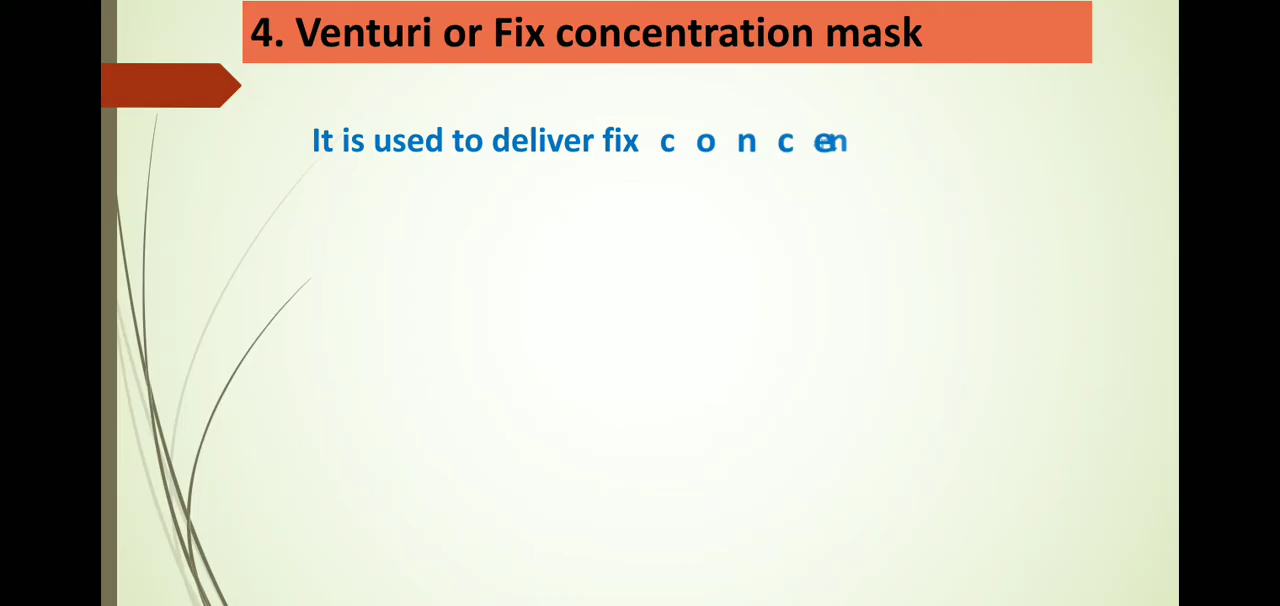 4. Venturi or Fix concentration mask
It is used to deliver fix c o n c en